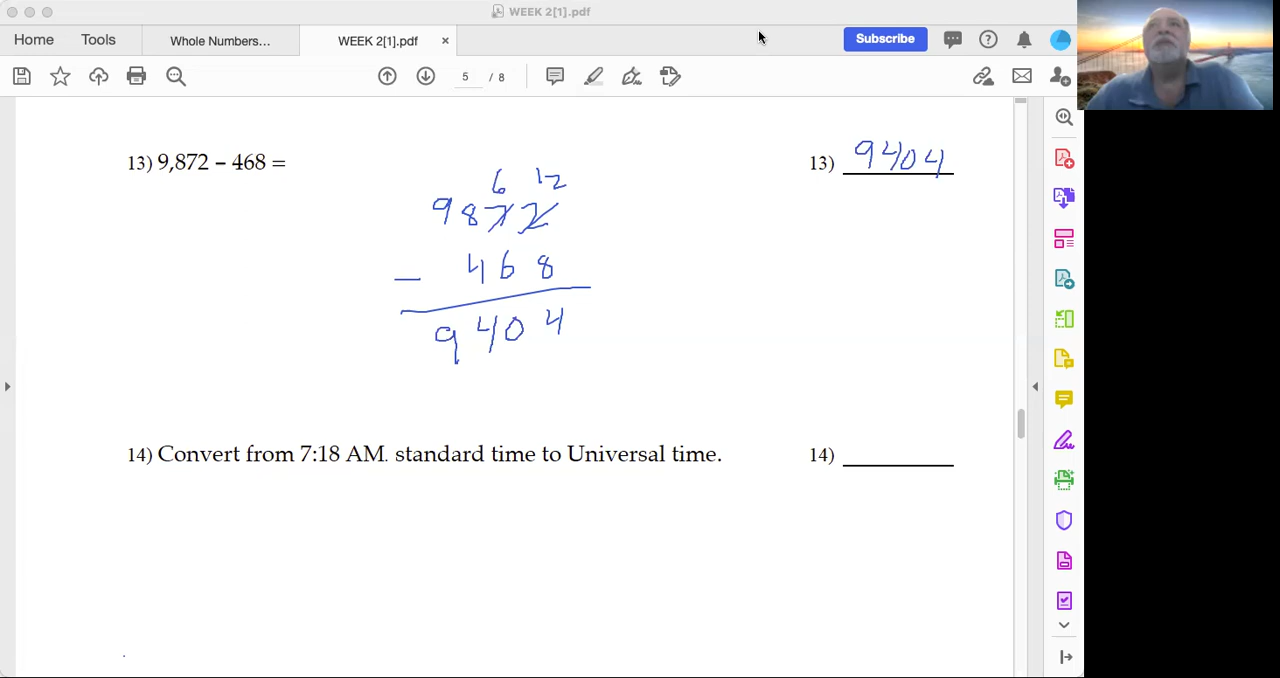 WEEK 2[1].pdf
Home Tools Whole Numbers... WEEK 2[1].pdf × Subscribe
5 / 8
13) 9,872 – 468 = 13) 9404
6 12
9872
– 468
9404
14) Convert from 7:18 AM. standard time to Universal time. 14)